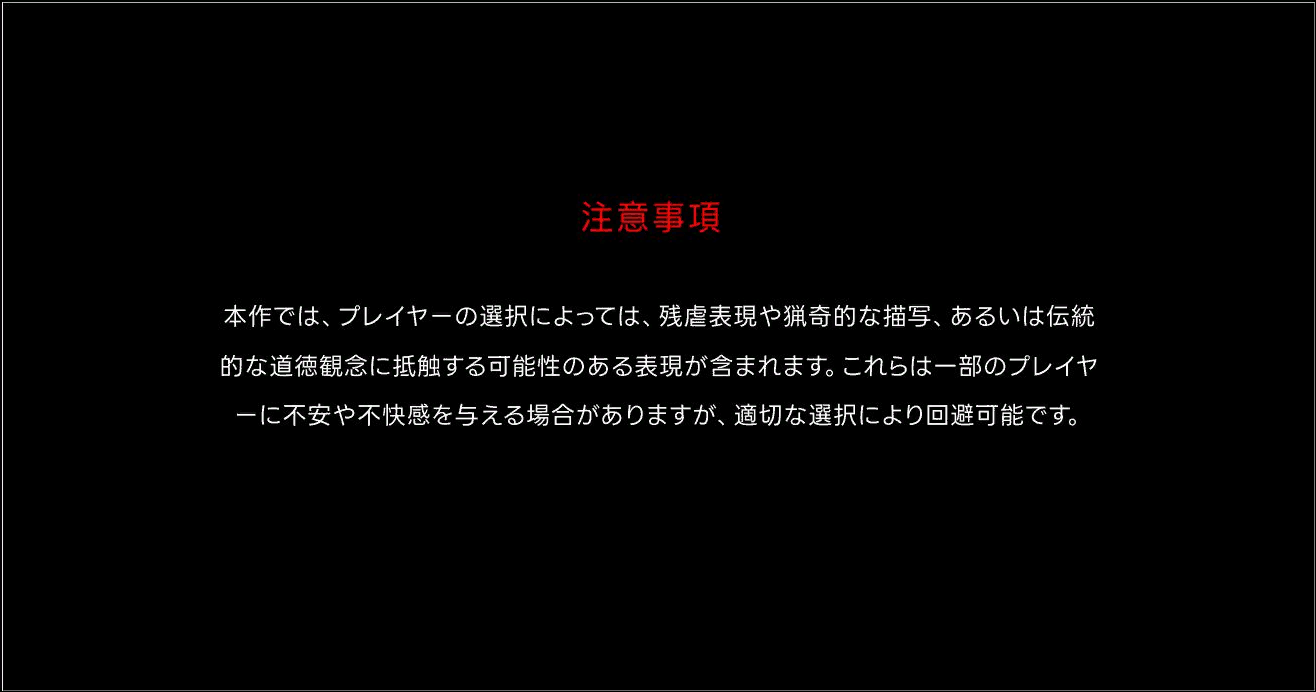 注意事項
本作では、プレイヤーの選択によっては、残虐表現や猟奇的な描写、あるいは伝統
的な道徳観念に抵触する可能性のある表現が含まれます。これらは一部のプレイヤ
ーに不安や不快感を与える場合がありますが、適切な選択により回避可能です。